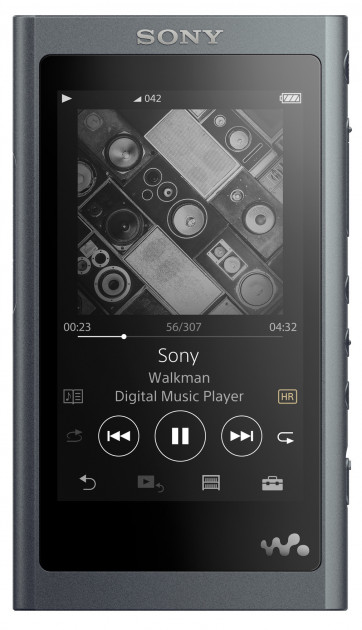 SONY
042
00:23 56/307 04:32
Sony
Walkman
Digital Music Player
HR